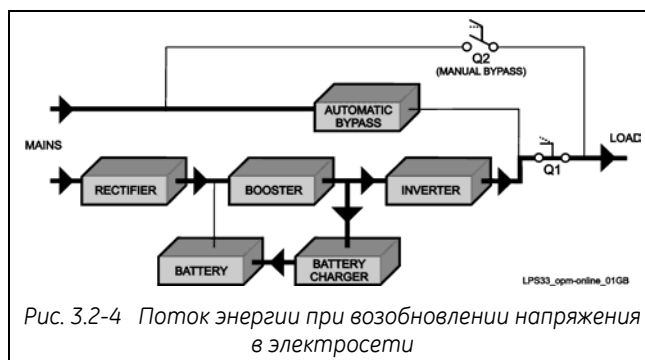 Q2
(MANUAL BYPASS)
AUTOMATIC
BYPASS
MAINS
LOAD
Q1
RECTIFIER
BOOSTER
INVERTER
BATTERY
BATTERY
CHARGER
LPS33_opm-online_01GB
Рис. 3.2-4 Поток энергии при возобновлении напряжения
в электросети